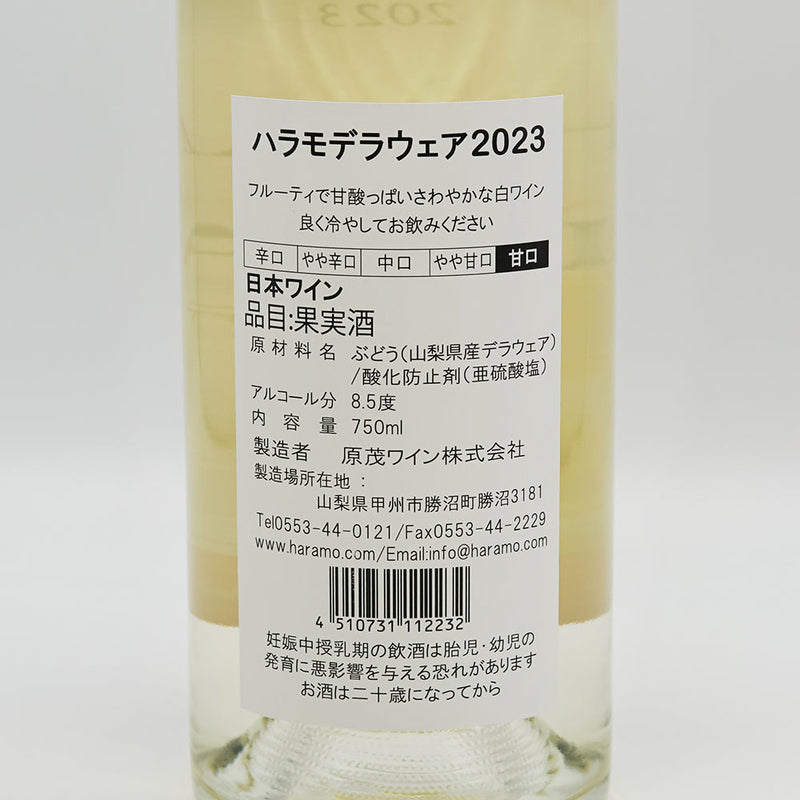 2023
ハラモデラウェア2023
フルーティで甘酸っぱいさわやかな白ワイン
良く冷やしてお飲みください
辛口 やや辛口 中口 やや甘口 甘口
日本ワイン
品目:果実酒
原材料名 ぶどう(山梨県産デラウェア)
/酸化防止剤(亜硫酸塩)
アルコール分 8.5度
内容量 750ml
製造者 原茂ワイン株式会社
製造場所在地:
山梨県甲州市勝沼町勝沼3181
Tel0553-44-0121/Fax0553-44-2229
www.haramo.com/Email:info@haramo.com
4 510731 112232
妊娠中授乳期の飲酒は胎児・幼児の
発育に悪影響を与える恐れがあります
お酒は二十歳になってから